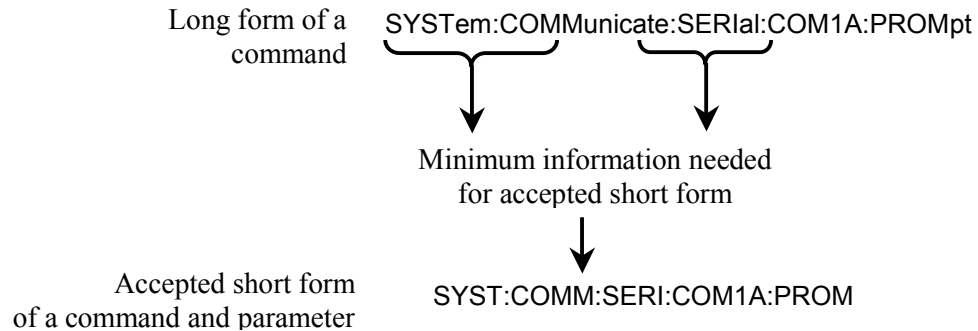 Long form of a
command
SYSTem:COMMunicate:SERIal:COM1A:PROMpt
Minimum information needed
for accepted short form
Accepted short form
of a command and parameter
SYST:COMM:SERI:COM1A:PROM